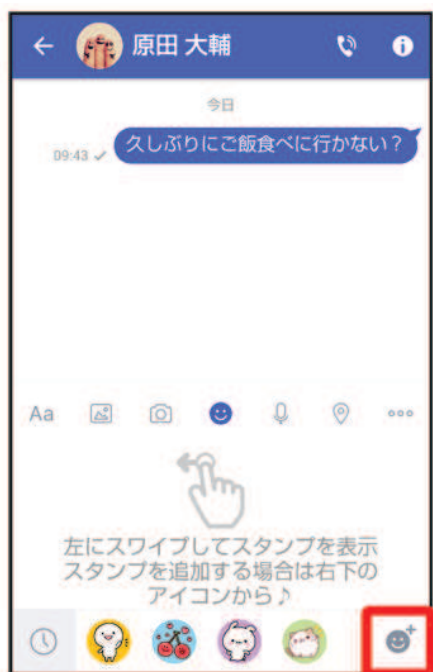 原田 大輔
今日
久しぶりにご飯食べに行かない？
09:43
Aa
左にスワイプしてスタンプを表示
スタンプを追加する場合は右下の
アイコンから♪